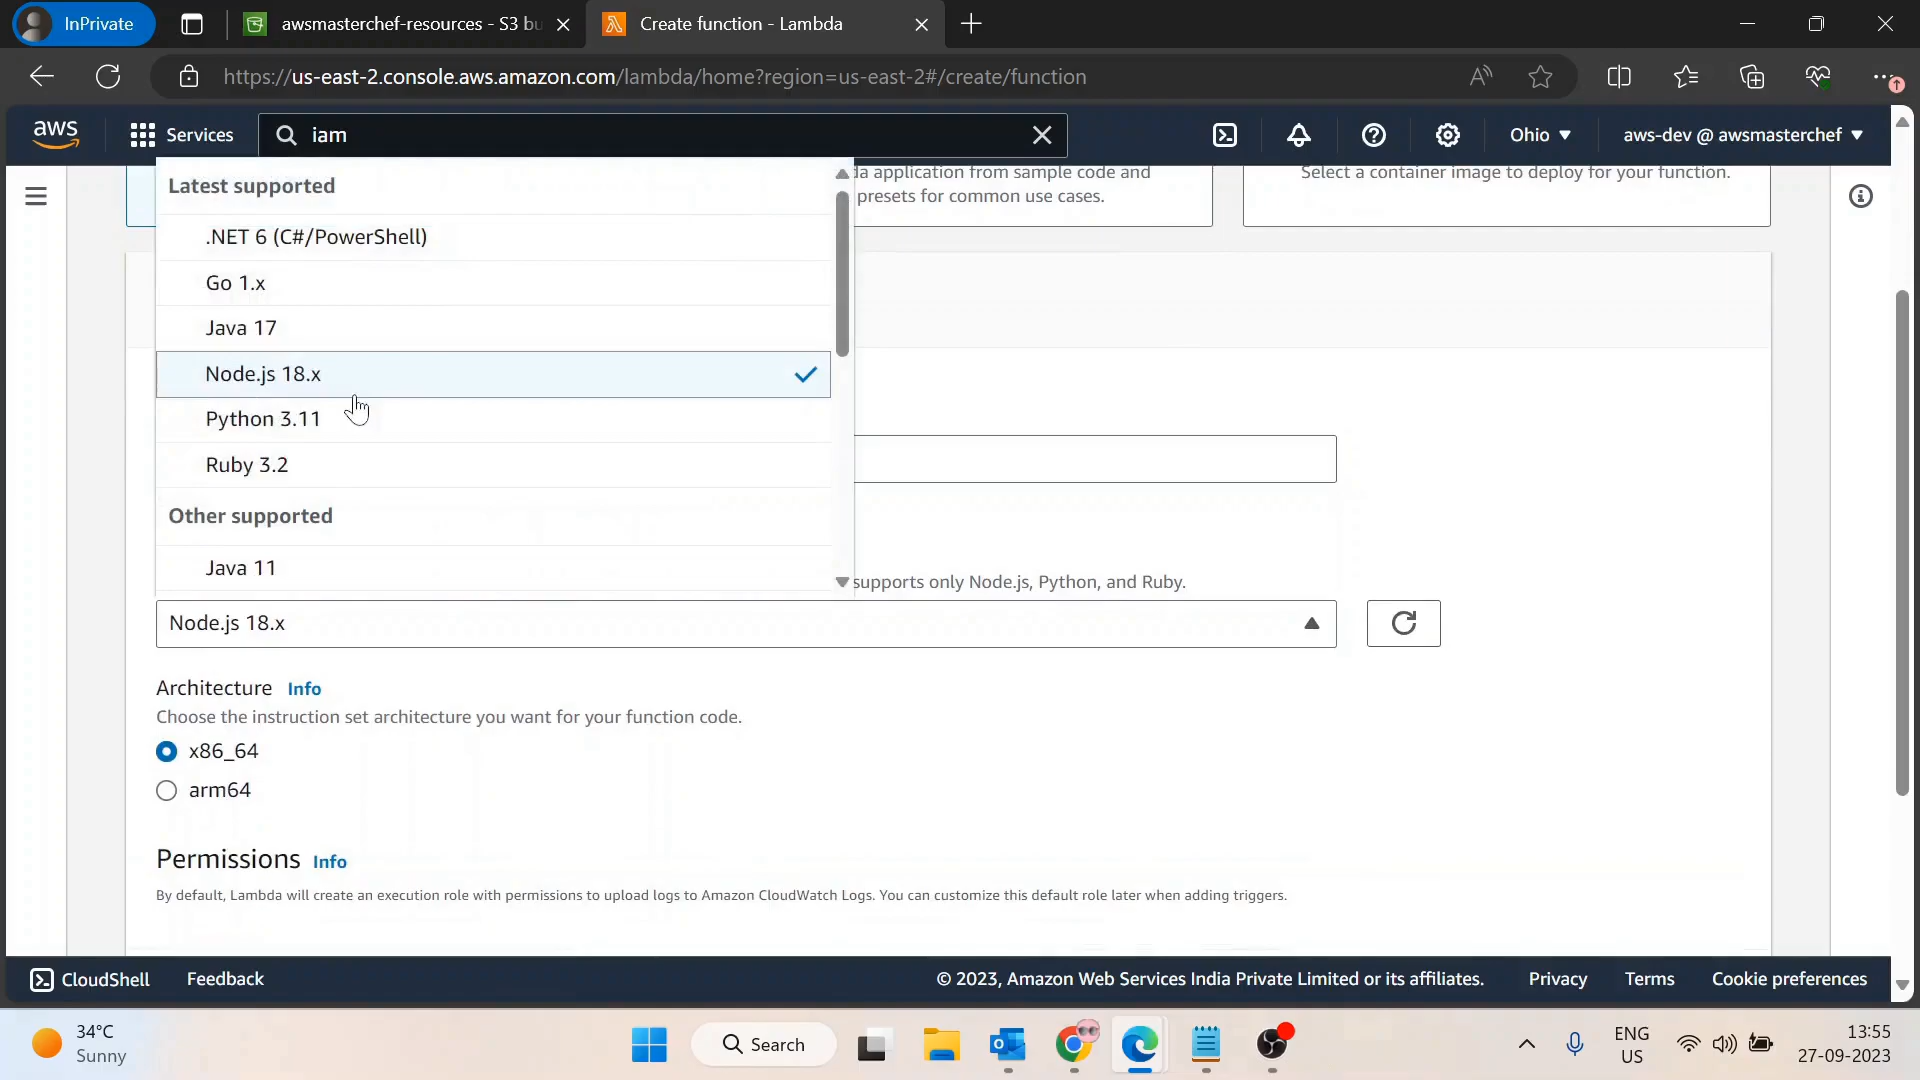 InPrivate
awsmasterchef-resources - S3 bu
Create function - Lambda
https://us-east-2.console.aws.amazon.com/lambda/home?region=us-east-2#/create/function
aws
Services
iam
Ohio
aws-dev @ awsmasterchef
Latest supported
da application from sample code and
presets for common use cases.
Select a container image to deploy for your function.
.NET 6 (C#/PowerShell)
Go 1.x
Java 17
Node.js 18.x
Python 3.11
Ruby 3.2
Other supported
Java 11
supports only Node.js, Python, and Ruby.
Node.js 18.x
Architecture Info
Choose the instruction set architecture you want for your function code.
x86_64
arm64
Permissions Info
By default, Lambda will create an execution role with permissions to upload logs to Amazon CloudWatch Logs. You can customize this default role later when adding triggers.
CloudShell
Feedback
© 2023, Amazon Web Services India Private Limited or its affiliates.
Privacy
Terms
Cookie preferences
34°C
Sunny
Search
ENG
US
13:55
27-09-2023